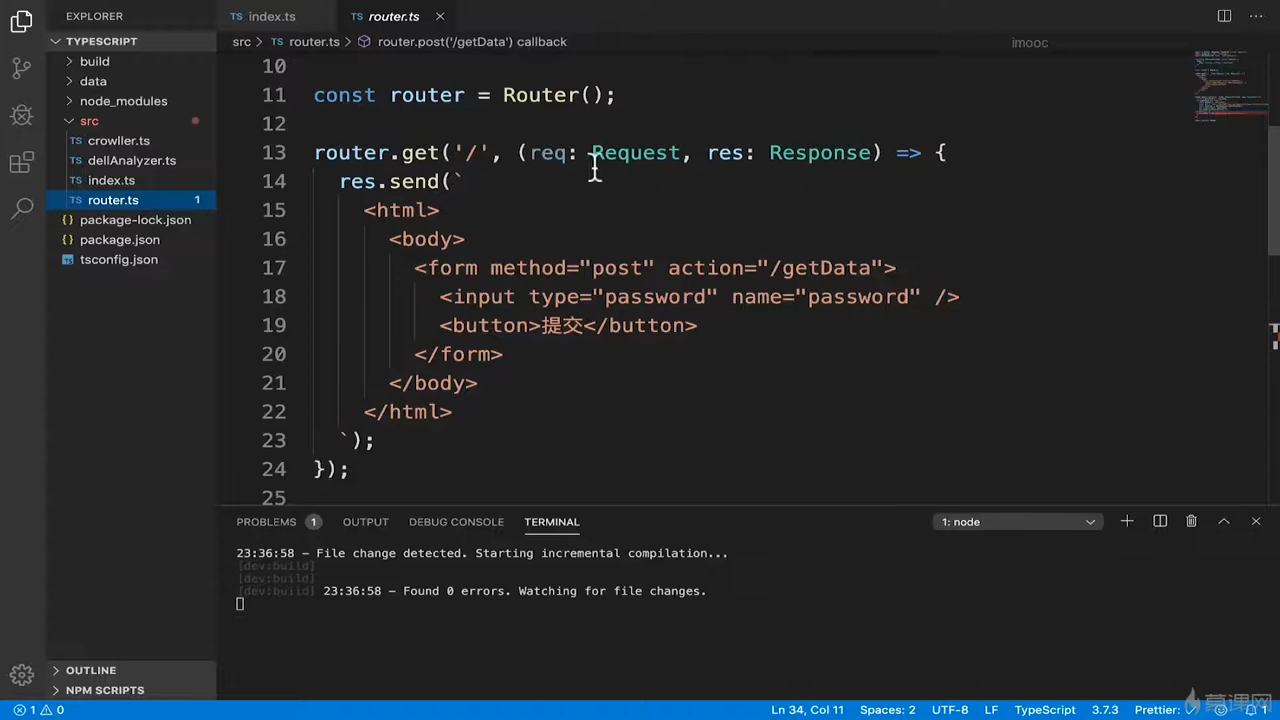 EXPLORER
TS index.ts
TS router.ts ×
TYPESCRIPT
build
data
node_modules
src
TS crowller.ts
TS dellAnalyzer.ts
TS index.ts
TS router.ts 1
{} package-lock.json
{} package.json
tsconfig.json
OUTLINE
NPM SCRIPTS
src > TS router.ts > router.post('/getData') callback
imooc
10
11 const router = Router();
12
13 router.get('/', (req: Request, res: Response) => {
14 res.send(`
15 <html>
16 <body>
17 <form method="post" action="/getData">
18 <input type="password" name="password" />
19 <button>提交</button>
20 </form>
21 </body>
22 </html>
23 `);
24 });
25
PROBLEMS 1 OUTPUT DEBUG CONSOLE TERMINAL 1: node
23:36:58 - File change detected. Starting incremental compilation...
[dev:build]
[dev:build]
[dev:build] 23:36:58 - Found 0 errors. Watching for file changes.
1 0 Ln 34, Col 11 Spaces: 2 UTF-8 LF TypeScript 3.7.3 Prettier: ✓ 1
慕课网